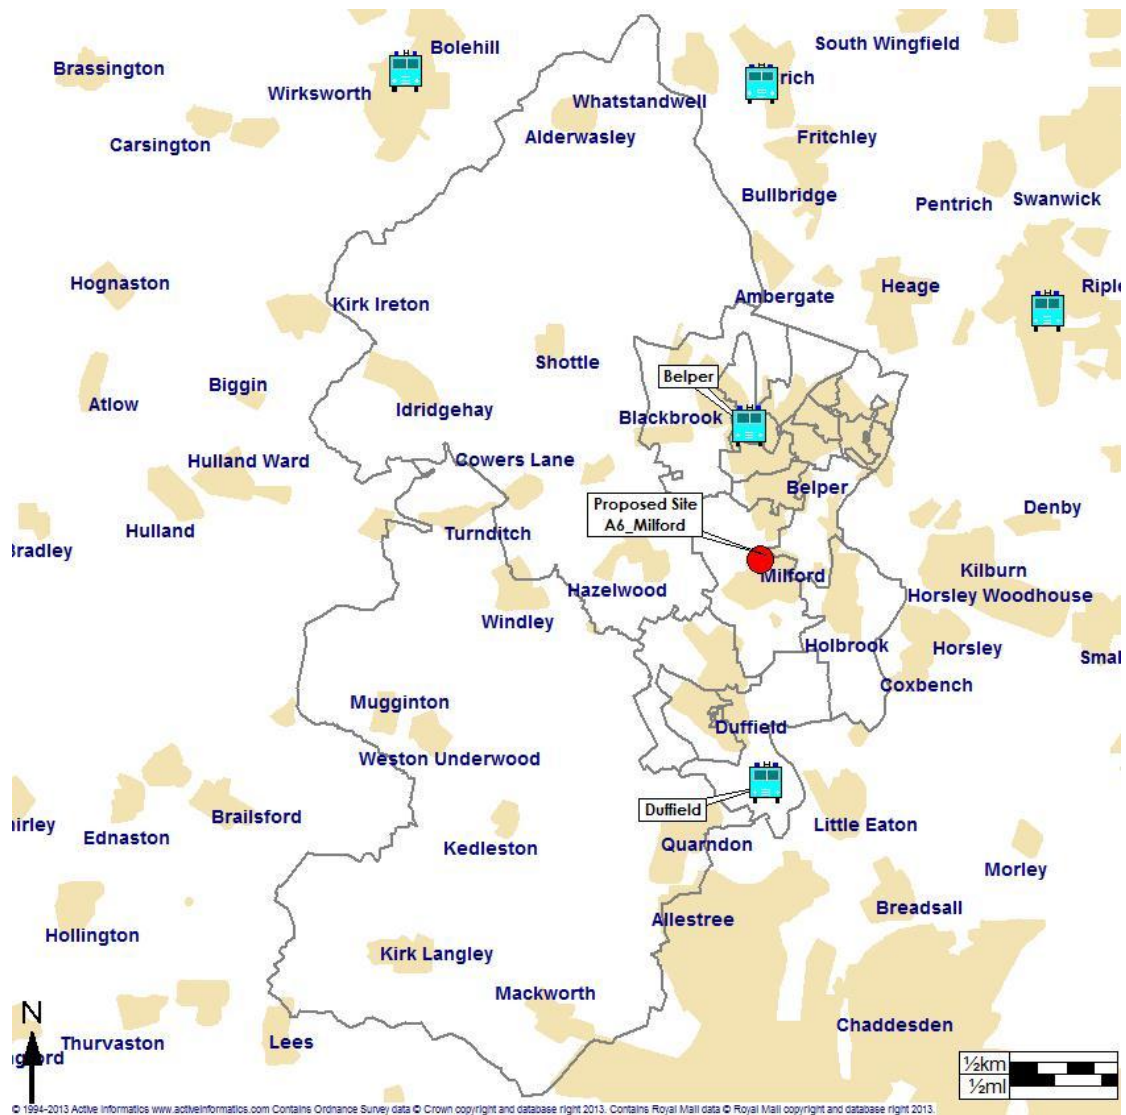 Bolehill
South Wingfield
Brassington
rich
Wirksworth
Whatstandwell
Alderwasley
Fritchley
Carsington
Bullbridge
Pentrich
Swanwick
Hognaston
Kirk Ireton
Ambergate
Heage
Riple
Shottle
Belper
Biggin
Atlow
Idridgehay
Blackbrook
Hulland Ward
Cowers Lane
Belper
Proposed Site
A6_Milford
Denby
Hulland
Turnditch
Bradley
Milford
Kilburn
Hazelwood
Horsley Woodhouse
Windley
Holbrook
Horsley
Smal
Coxbench
Mugginton
Duffield
Weston Underwood
Duffield
Brailsford
Little Eaton
irley
Ednaston
Kedleston
Quarndon
Morley
Breadsall
Allestree
Hollington
Kirk Langley
Mackworth
N
Chaddesden
Thurvaston
Lees
ford
½km
½ml
© 1994-2013 Active Informatics www.activeinformatics.com Contains Ordnance Survey data © Crown copyright and database right 2013. Contains Royal Mail data © Royal Mail copyright and database right 2013.